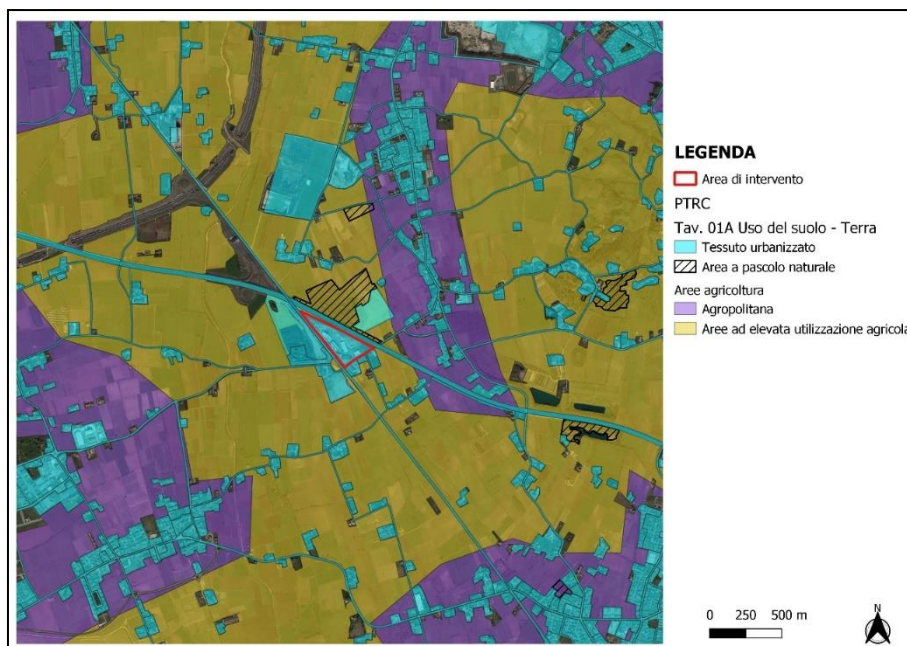 LEGENDA
Area di intervento
PTRC
Tav. 01A Uso del suolo - Terra
Tessuto urbanizzato
Area a pascolo naturale
Aree agricoltura
Agropolitana
Aree ad elevata utilizzazione agricola
0 250 500 m
N